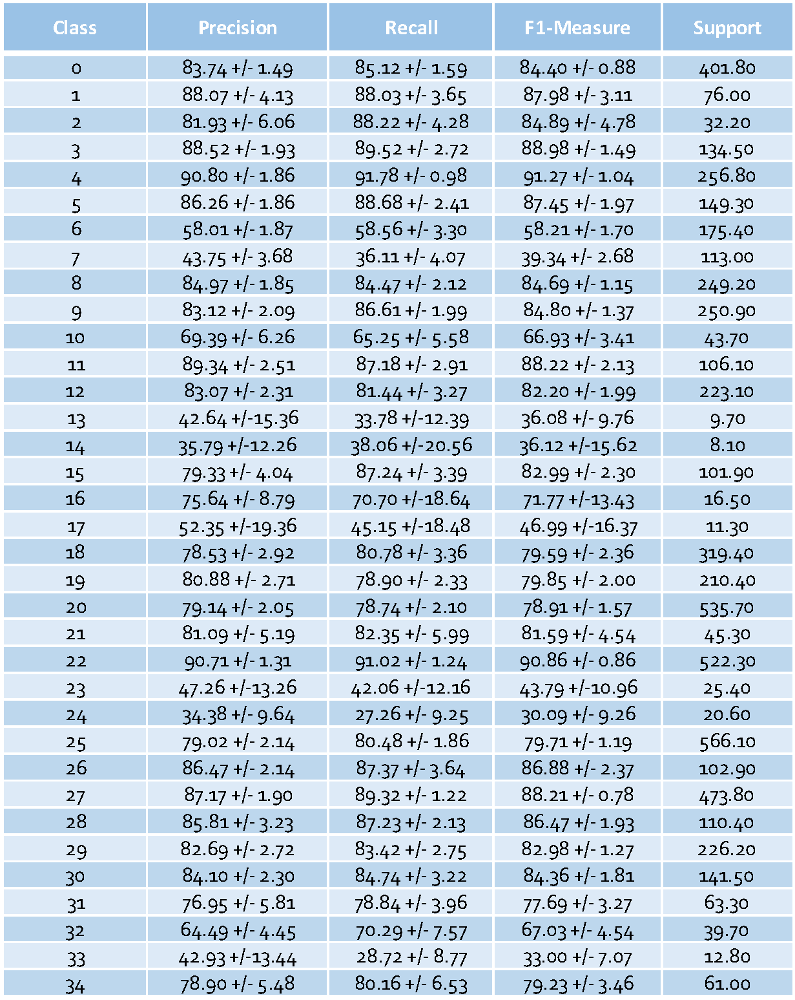 Class Precision Recall F1-Measure Support
0 83.74 +/- 1.49 85.12 +/- 1.59 84.40 +/- 0.88 401.80
1 88.07 +/- 4.13 88.03 +/- 3.65 87.98 +/- 3.11 76.00
2 81.93 +/- 6.06 88.22 +/- 4.28 84.89 +/- 4.78 32.20
3 88.52 +/- 1.93 89.52 +/- 2.72 88.98 +/- 1.49 134.50
4 90.80 +/- 1.86 91.78 +/- 0.98 91.27 +/- 1.04 256.80
5 86.26 +/- 1.86 88.68 +/- 2.41 87.45 +/- 1.97 149.30
6 58.01 +/- 1.87 58.56 +/- 3.30 58.21 +/- 1.70 175.40
7 43.75 +/- 3.68 36.11 +/- 4.07 39.34 +/- 2.68 113.00
8 84.97 +/- 1.85 84.47 +/- 2.12 84.69 +/- 1.15 249.20
9 83.12 +/- 2.09 86.61 +/- 1.99 84.80 +/- 1.37 250.90
10 69.39 +/- 6.26 65.25 +/- 5.58 66.93 +/- 3.41 43.70
11 89.34 +/- 2.51 87.18 +/- 2.91 88.22 +/- 2.13 106.10
12 83.07 +/- 2.31 81.44 +/- 3.27 82.20 +/- 1.99 223.10
13 42.64 +/-15.36 33.78 +/-12.39 36.08 +/- 9.76 9.70
14 35.79 +/-12.26 38.06 +/-20.56 36.12 +/-15.62 8.10
15 79.33 +/- 4.04 87.24 +/- 3.39 82.99 +/- 2.30 101.90
16 75.64 +/- 8.79 70.70 +/-18.64 71.77 +/-13.43 16.50
17 52.35 +/-19.36 45.15 +/-18.48 46.99 +/-16.37 11.30
18 78.53 +/- 2.92 80.78 +/- 3.36 79.59 +/- 2.36 319.40
19 80.88 +/- 2.71 78.90 +/- 2.33 79.85 +/- 2.00 210.40
20 79.14 +/- 2.05 78.74 +/- 2.10 78.91 +/- 1.57 535.70
21 81.09 +/- 5.19 82.35 +/- 5.99 81.59 +/- 4.54 45.30
22 90.71 +/- 1.31 91.02 +/- 1.24 90.86 +/- 0.86 522.30
23 47.26 +/-13.26 42.06 +/-12.16 43.79 +/-10.96 25.40
24 34.38 +/- 9.64 27.26 +/- 9.25 30.09 +/- 9.26 20.60
25 79.02 +/- 2.14 80.48 +/- 1.86 79.71 +/- 1.19 566.10
26 86.47 +/- 2.14 87.37 +/- 3.64 86.88 +/- 2.37 102.90
27 87.17 +/- 1.90 89.32 +/- 1.22 88.21 +/- 0.78 473.80
28 85.81 +/- 3.23 87.23 +/- 2.13 86.47 +/- 1.93 110.40
29 82.69 +/- 2.72 83.42 +/- 2.75 82.98 +/- 1.27 226.20
30 84.10 +/- 2.30 84.74 +/- 3.22 84.36 +/- 1.81 141.50
31 76.95 +/- 5.81 78.84 +/- 3.96 77.69 +/- 3.27 63.30
32 64.49 +/- 4.45 70.29 +/- 7.57 67.03 +/- 4.54 39.70
33 42.93 +/-13.44 28.72 +/- 8.77 33.00 +/- 7.07 12.80
34 78.90 +/- 5.48 80.16 +/- 6.53 79.23 +/- 3.46 61.00